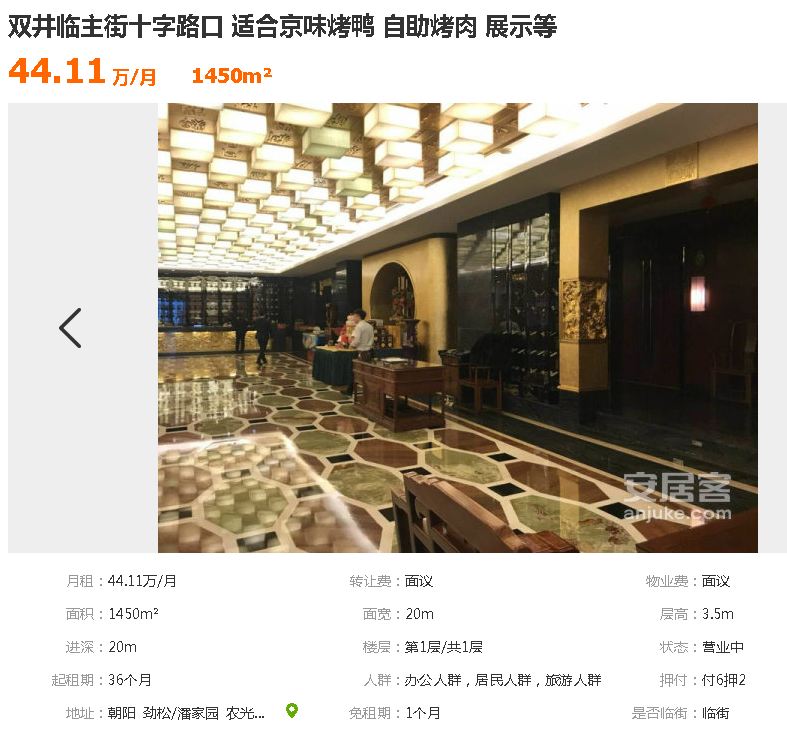 双井临主街十字路口 适合京味烤鸭 自助烤肉 展示等
44.11 万/月 1450m²
安居客
anjuke.com
月租：44.11万/月 转让费：面议 物业费：面议
面积：1450m² 面宽：20m 层高：3.5m
进深：20m 楼层：第1层/共1层 状态：营业中
起租期：36个月 人群：办公人群，居民人群，旅游人群 押付：付6押2
地址：朝阳 劲松/潘家园 农光... 免租期：1个月 是否临街：临街